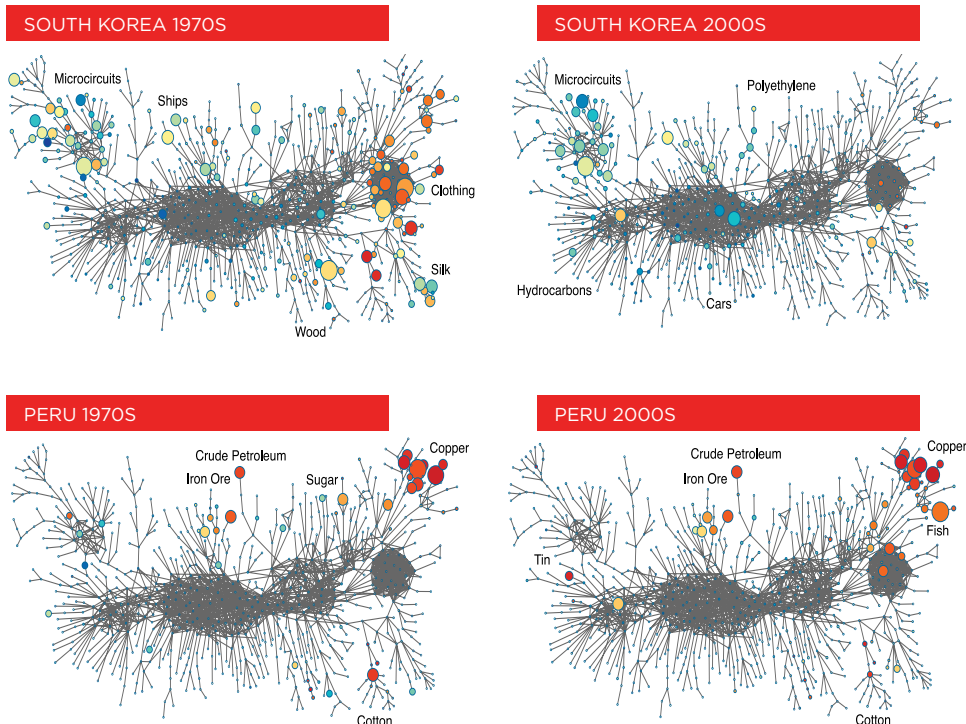 SOUTH KOREA 1970S
Microcircuits
Ships
Clothing
Silk
Wood
SOUTH KOREA 2000S
Microcircuits
Polyethylene
Hydrocarbons
Cars
PERU 1970S
Copper
Crude Petroleum
Iron Ore
Sugar
Cotton
PERU 2000S
Copper
Crude Petroleum
Iron Ore
Fish
Tin
Cotton